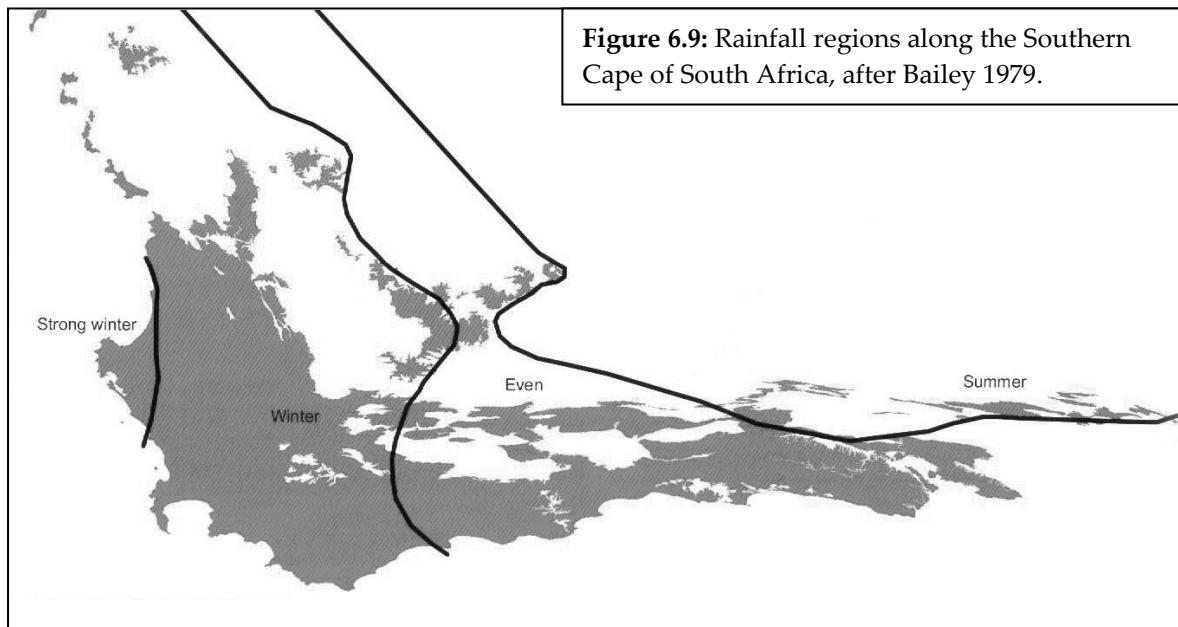 Figure 6.9: Rainfall regions along the Southern
Cape of South Africa, after Bailey 1979.
Strong winter
Even
Summer
Winter